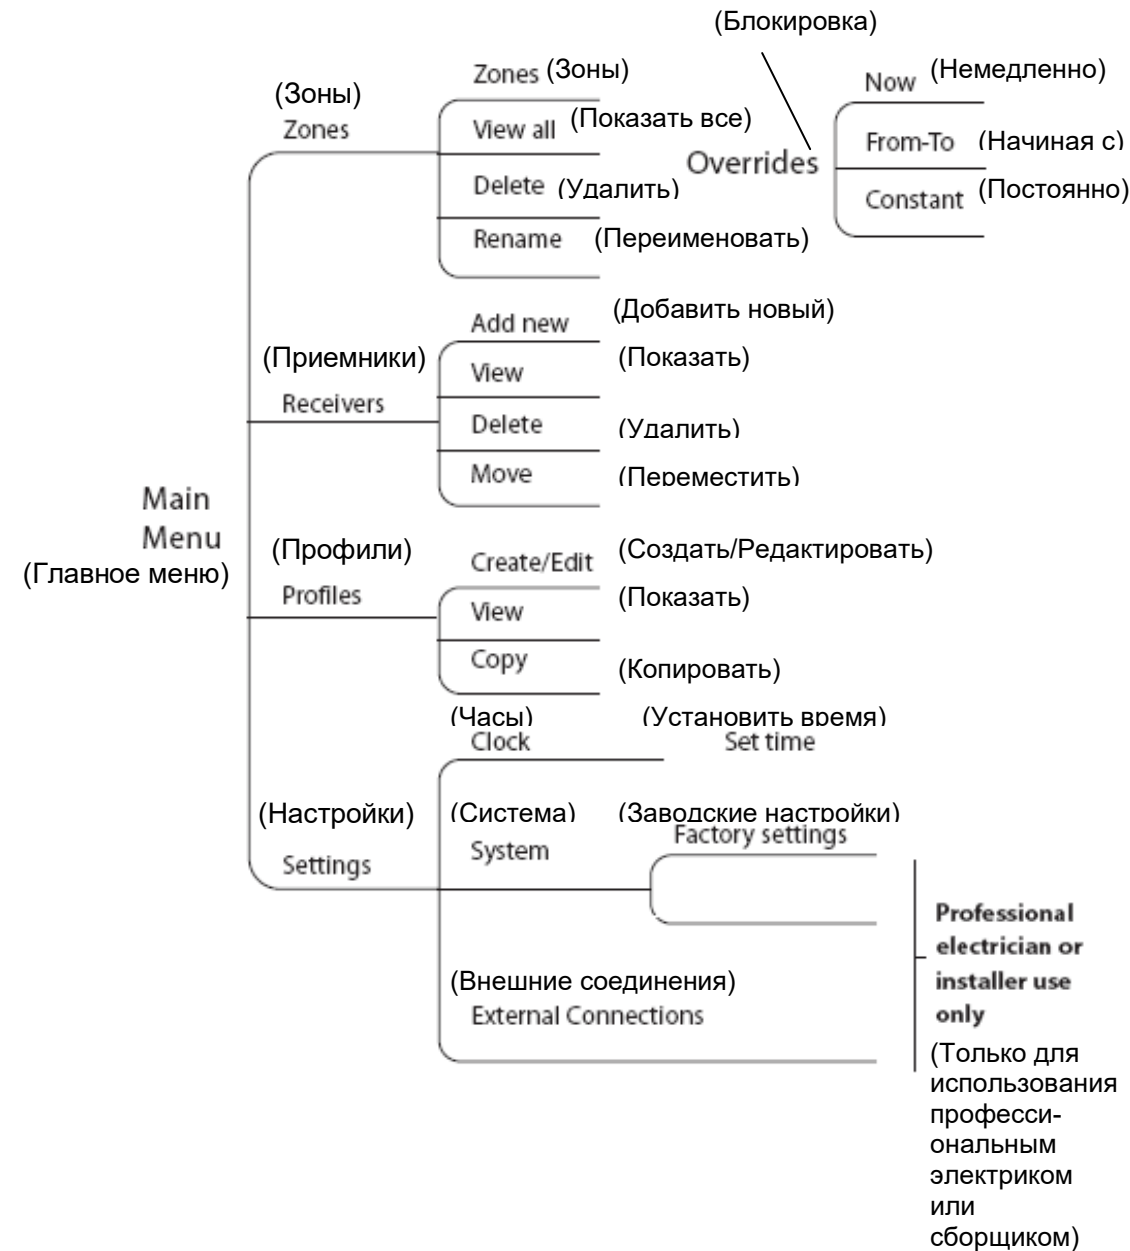 (Блокировка)
Zones (Зоны)
Now (Немедленно)
(Зоны)
Zones
View all (Показать все)
Overrides
From-To (Начиная с)
Delete (Удалить)
Constant (Постоянно)
Rename (Переименовать)
Add new (Добавить новый)
(Приемники)
View (Показать)
Receivers
Delete (Удалить)
Move (Переместить)
Main
Menu
(Главное меню)
(Профили)
Create/Edit (Создать/Редактировать)
Profiles
View (Показать)
Copy (Копировать)
(Часы) (Установить время)
Clock Set time
(Настройки) (Система) (Заводские настройки)
Factory settings
System
Settings
Professional
electrician or
installer use
only
(Внешние соединения)
External Connections
(Только для
использования
професси-
ональным
электриком
или
сборщиком)